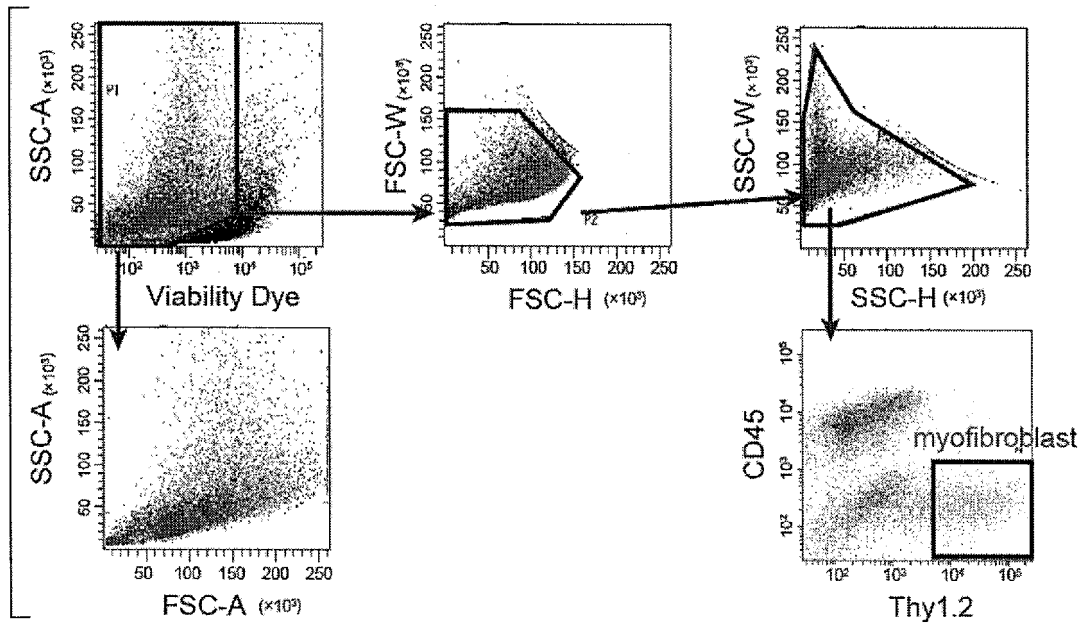 SSC-A (×10³)
250
200
150
100
50
P1
10² 10³ 10⁴ 10⁵
Viability Dye
FSC-W (×10³)
250
200
150
100
50
P2
50 100 150 200 250
FSC-H (×10³)
SSC-W (×10³)
250
200
150
100
50
50 100 150 200 250
SSC-H (×10³)
SSC-A (×10³)
250
200
150
100
50
50 100 150 200 250
FSC-A (×10³)
CD45
10⁵
10⁴
10³
10²
myofibroblast
10² 10³ 10⁴ 10⁵
Thy1.2